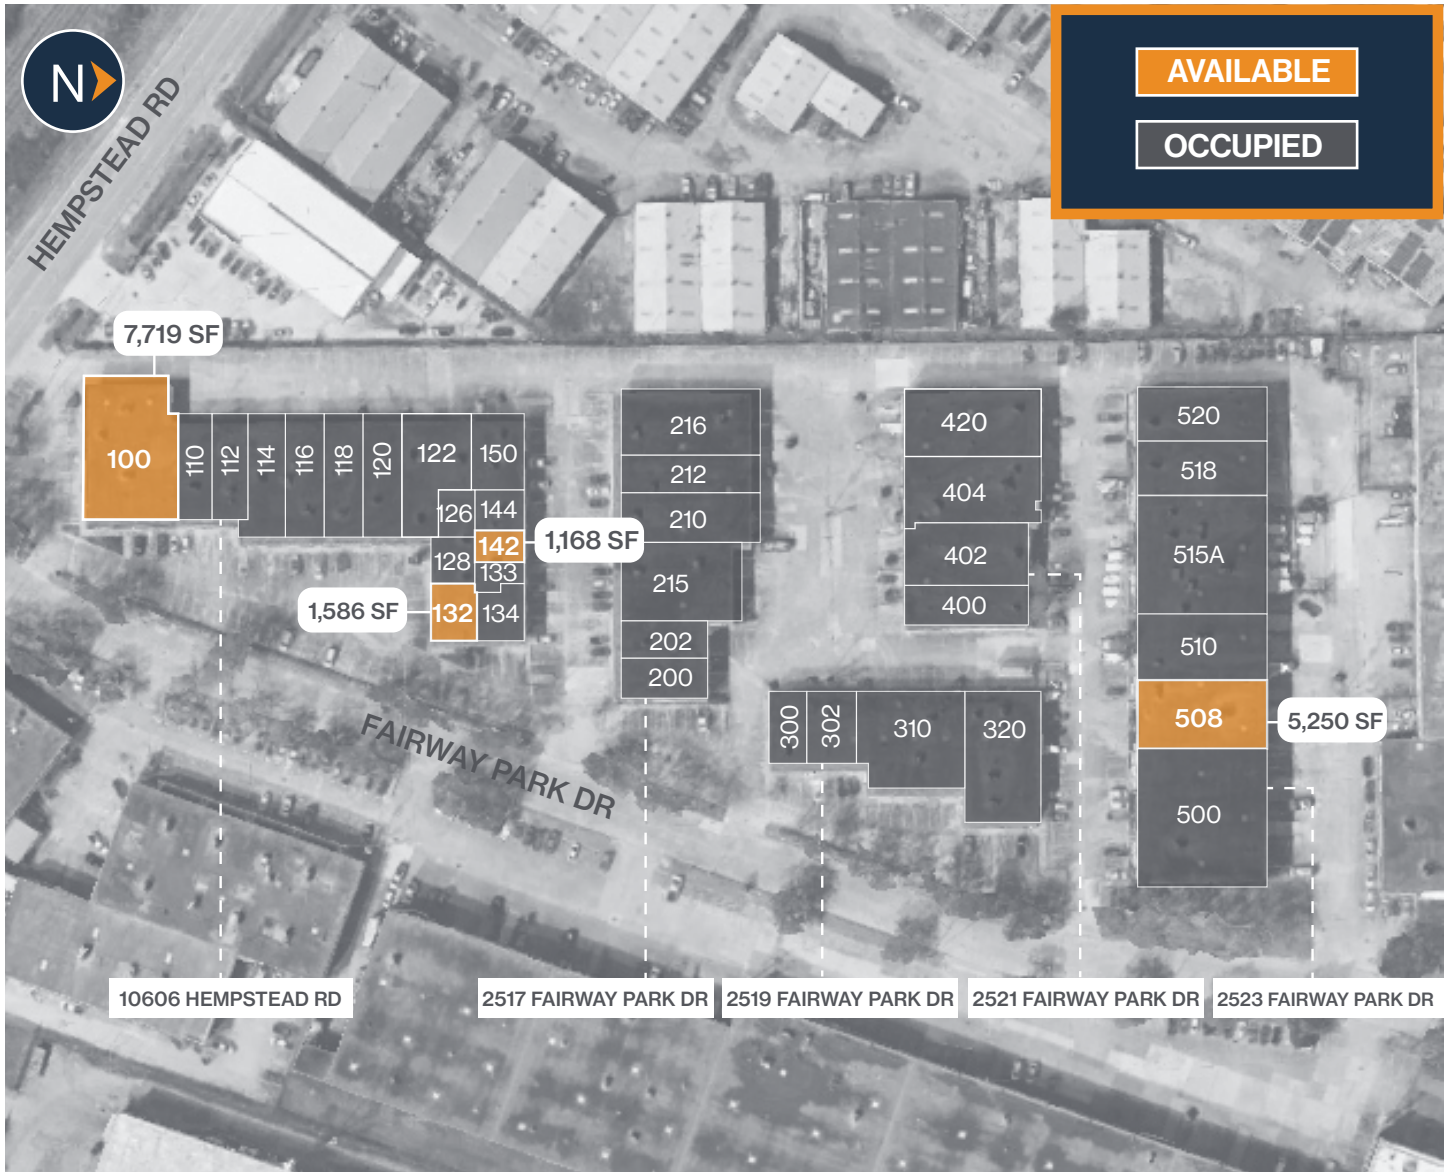 N
HEMPSTEAD RD
AVAILABLE
OCCUPIED
7,719 SF
100
110
112
114
116
118
120
122
150
126
144
142
1,168 SF
128
133
1,586 SF
132
134
216
212
210
215
202
200
420
404
402
400
300
302
310
320
520
518
515A
510
508
5,250 SF
500
FAIRWAY PARK DR
10606 HEMPSTEAD RD
2517 FAIRWAY PARK DR
2519 FAIRWAY PARK DR
2521 FAIRWAY PARK DR
2523 FAIRWAY PARK DR